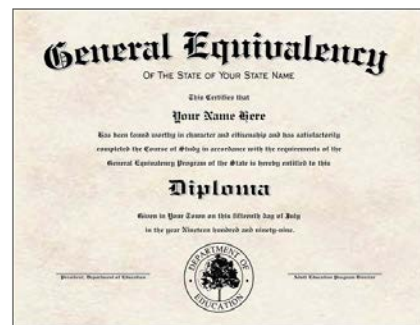 General Equivalency
OF THE STATE OF YOUR STATE NAME
This Certifies that
Your Name Here
Has been found worthy in character and citizenship and has satisfactorily
completed the Course of Study in accordance with the requirements of the
General Equivalency Program of the State is hereby entitled to this
Diploma
Given in Your Town on this fifteenth day of July
in the year Nineteen hundred and ninety-nine.
DEPARTMENT OF
EDUCATION
President, Department of Education
Adult Education Program Director